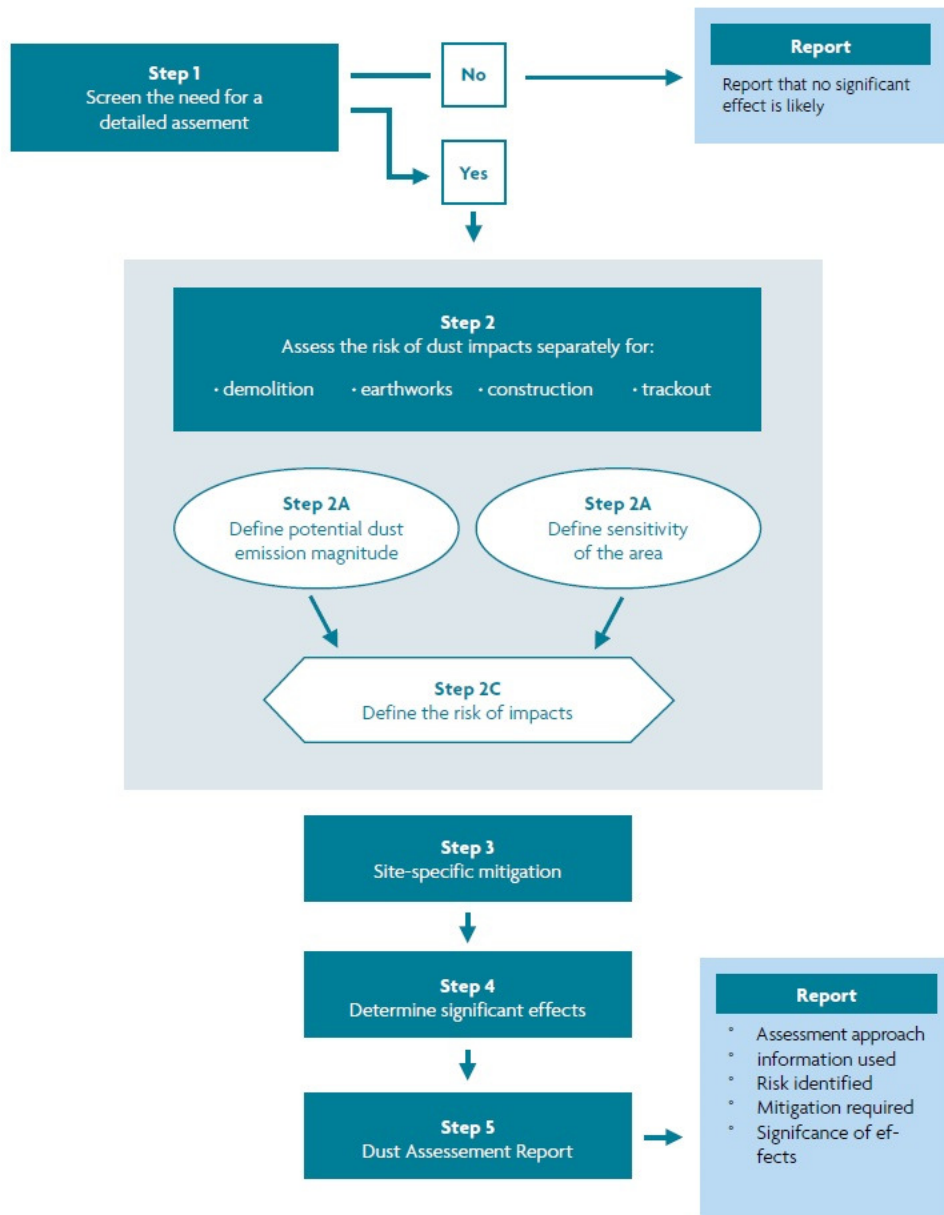 Step 1
Screen the need for a
detailed assement
No
Yes
Report
Report that no significant
effect is likely
Step 2
Assess the risk of dust impacts separately for:
· demolition · earthworks · construction · trackout
Step 2A
Define potential dust
emission magnitude
Step 2A
Define sensitivity
of the area
Step 2C
Define the risk of impacts
Step 3
Site-specific mitigation
Step 4
Determine significant effects
Step 5
Dust Assessement Report
Report
° Assessment approach
° information used
° Risk identified
° Mitigation required
° Signifcance of ef-
fects